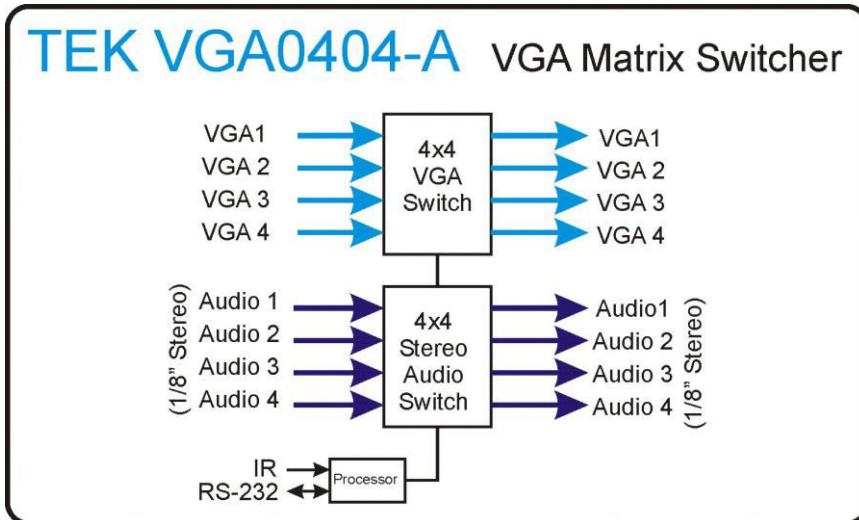 TEK VGA0404-A VGA Matrix Switcher
VGA1
VGA 2
VGA 3
VGA 4
4x4
VGA
Switch
VGA1
VGA 2
VGA 3
VGA 4
(1/8" Stereo)
Audio 1
Audio 2
Audio 3
Audio 4
4x4
Stereo
Audio
Switch
Audio1
Audio 2
Audio 3
Audio 4
(1/8" Stereo)
IR
RS-232
Processor